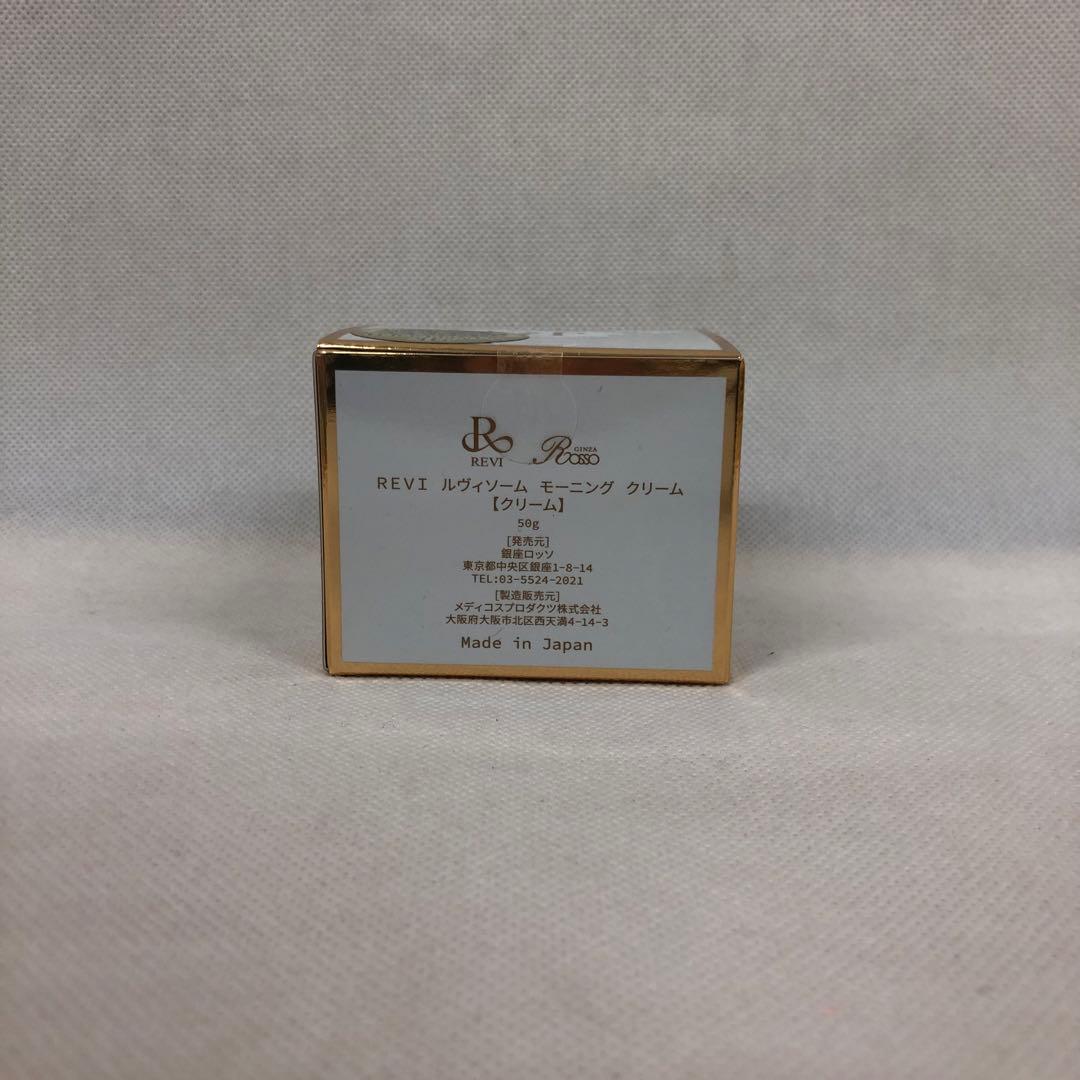 R
REVI
GINZA
Rosso
REVI ルヴィソーム モーニング クリーム
【クリーム】
50g
[発売元]
銀座ロッソ
東京都中央区銀座1-8-14
TEL:03-5524-2021
[製造販売元]
メディコスプロダクツ株式会社
大阪府大阪市北区西天満4-14-3
Made in Japan